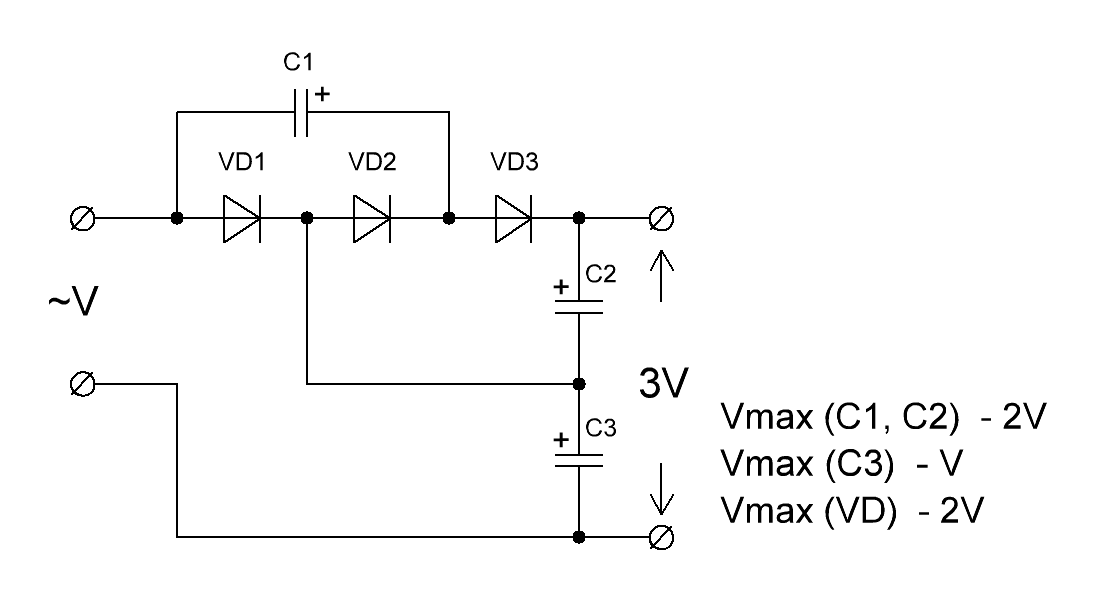 C1
+
VD1 VD2 VD3
~V
+ C2
3V
+ C3
Vmax (C1, C2) - 2V
Vmax (C3) - V
Vmax (VD) - 2V